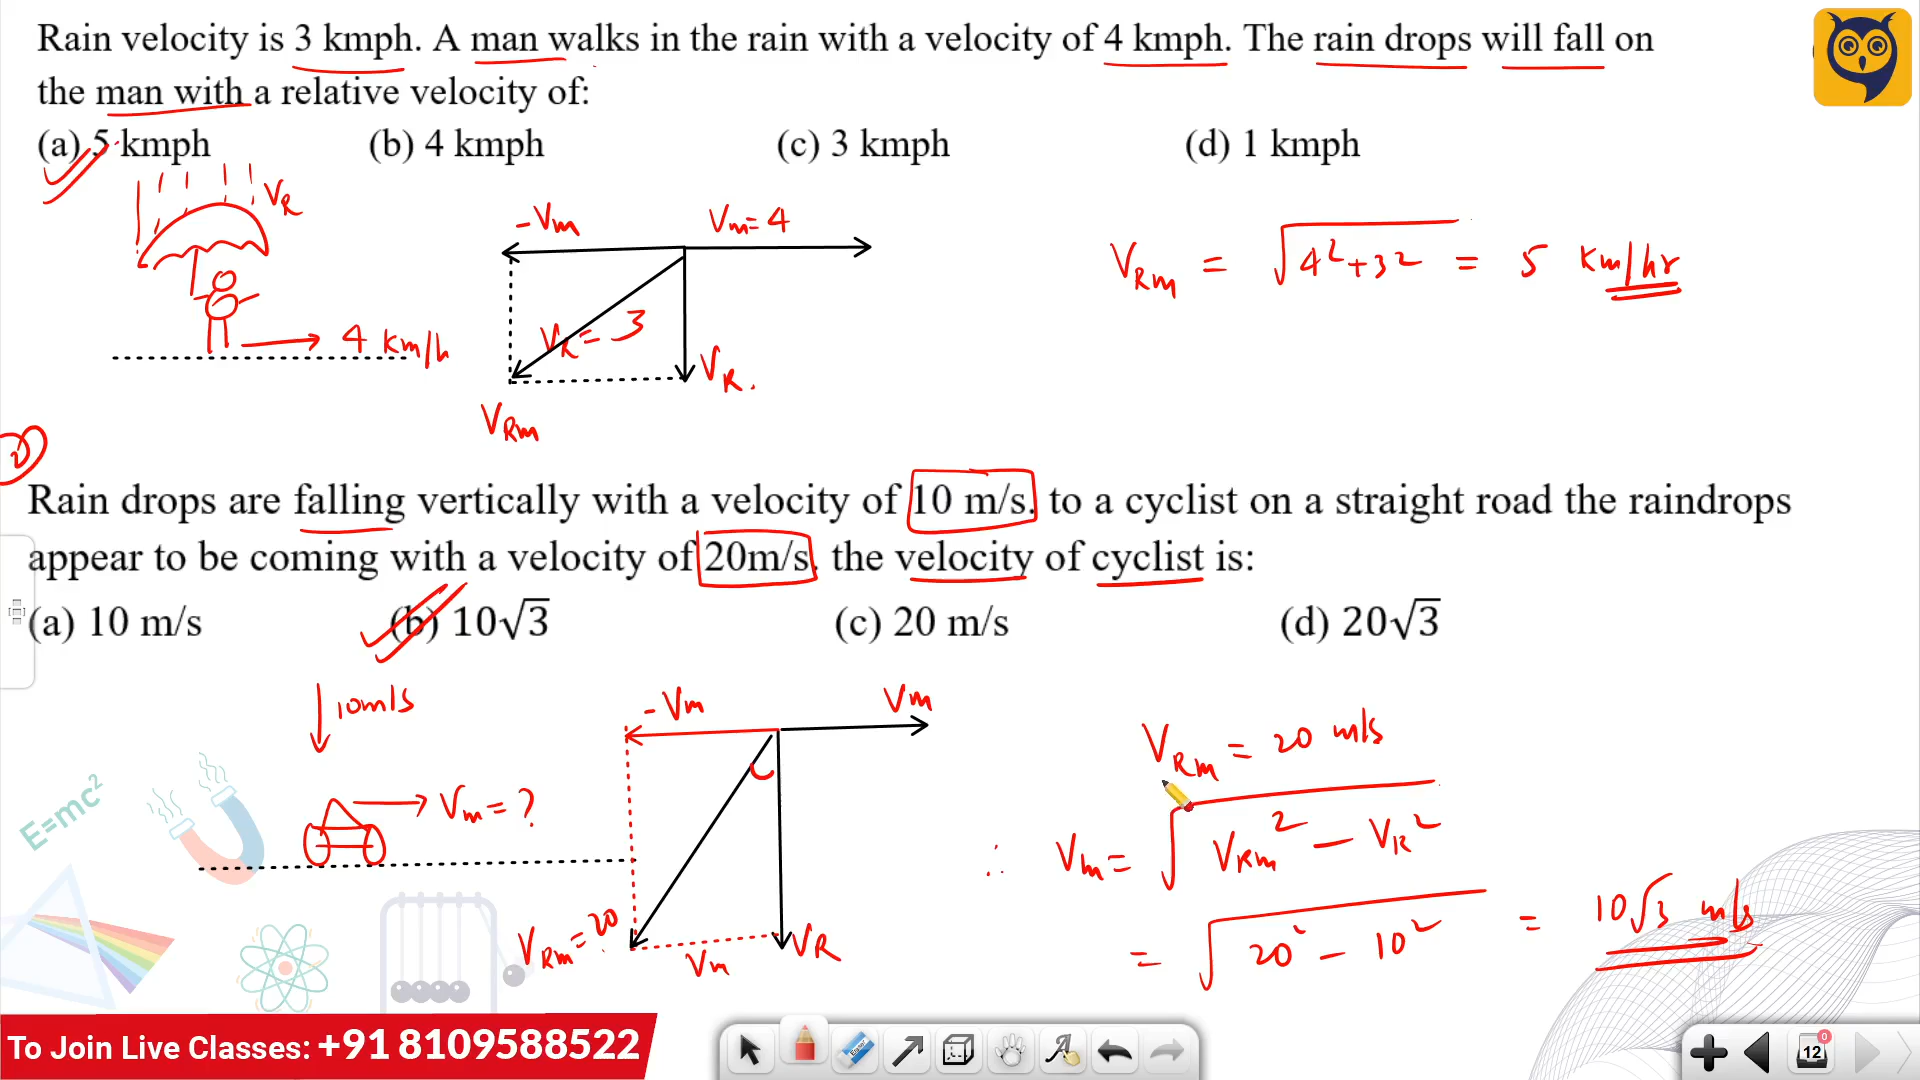 Rain velocity is 3 kmph. A man walks in the rain with a velocity of 4 kmph. The rain drops will fall on
the man with a relative velocity of:
(a) 5 kmph (b) 4 kmph (c) 3 kmph (d) 1 kmph
VR
4 km/h
-Vm Vm=4
VR = 3
VR.
VRm
VRm = √4²+3² = 5 km/hr
2
Rain drops are falling vertically with a velocity of 10 m/s. to a cyclist on a straight road the raindrops
appear to be coming with a velocity of 20m/s. the velocity of cyclist is:
(a) 10 m/s (b) 10√3 (c) 20 m/s (d) 20√3
10m/s
Vm = ?
-Vm Vm
VRm = 20
Vm
VR
VRm = 20 m/s
∴ Vm = √VRm² - VR²
= √20² - 10² = 10√3 m/s
E=mc²
To Join Live Classes: +91 8109588522
Eraser
A
12
0